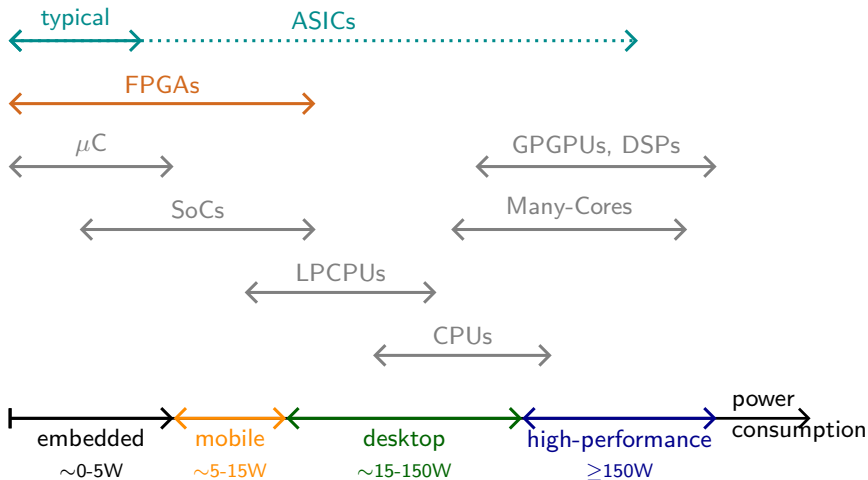 typical ASICs
FPGAs
μC GPGPUs, DSPs
SoCs Many-Cores
LPCPUs
CPUs
power
embedded mobile desktop high-performance consumption
∼0-5W ∼5-15W ∼15-150W ≥150W